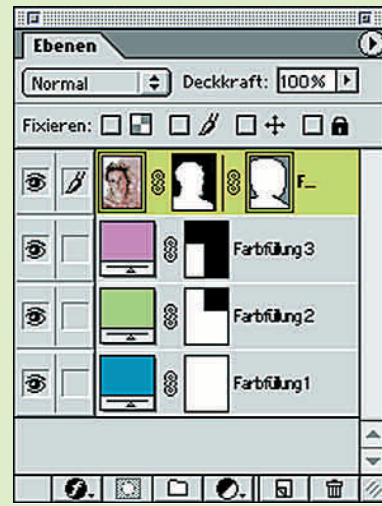 Ebenen
Normal Deckkraft: 100%
Fixieren:
F...
Farbfüllung 3
Farbfüllung 2
Farbfüllung 1